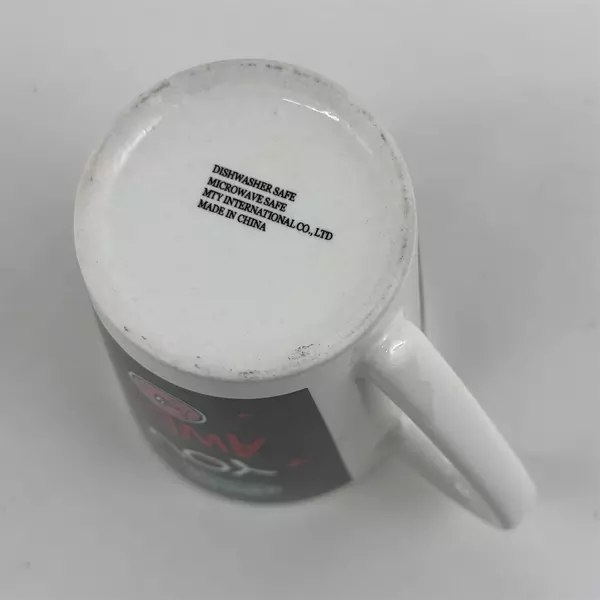 DISHWASHER SAFE
MICROWAVE SAFE
MTY INTERNATIONAL CO., LTD
MADE IN CHINA